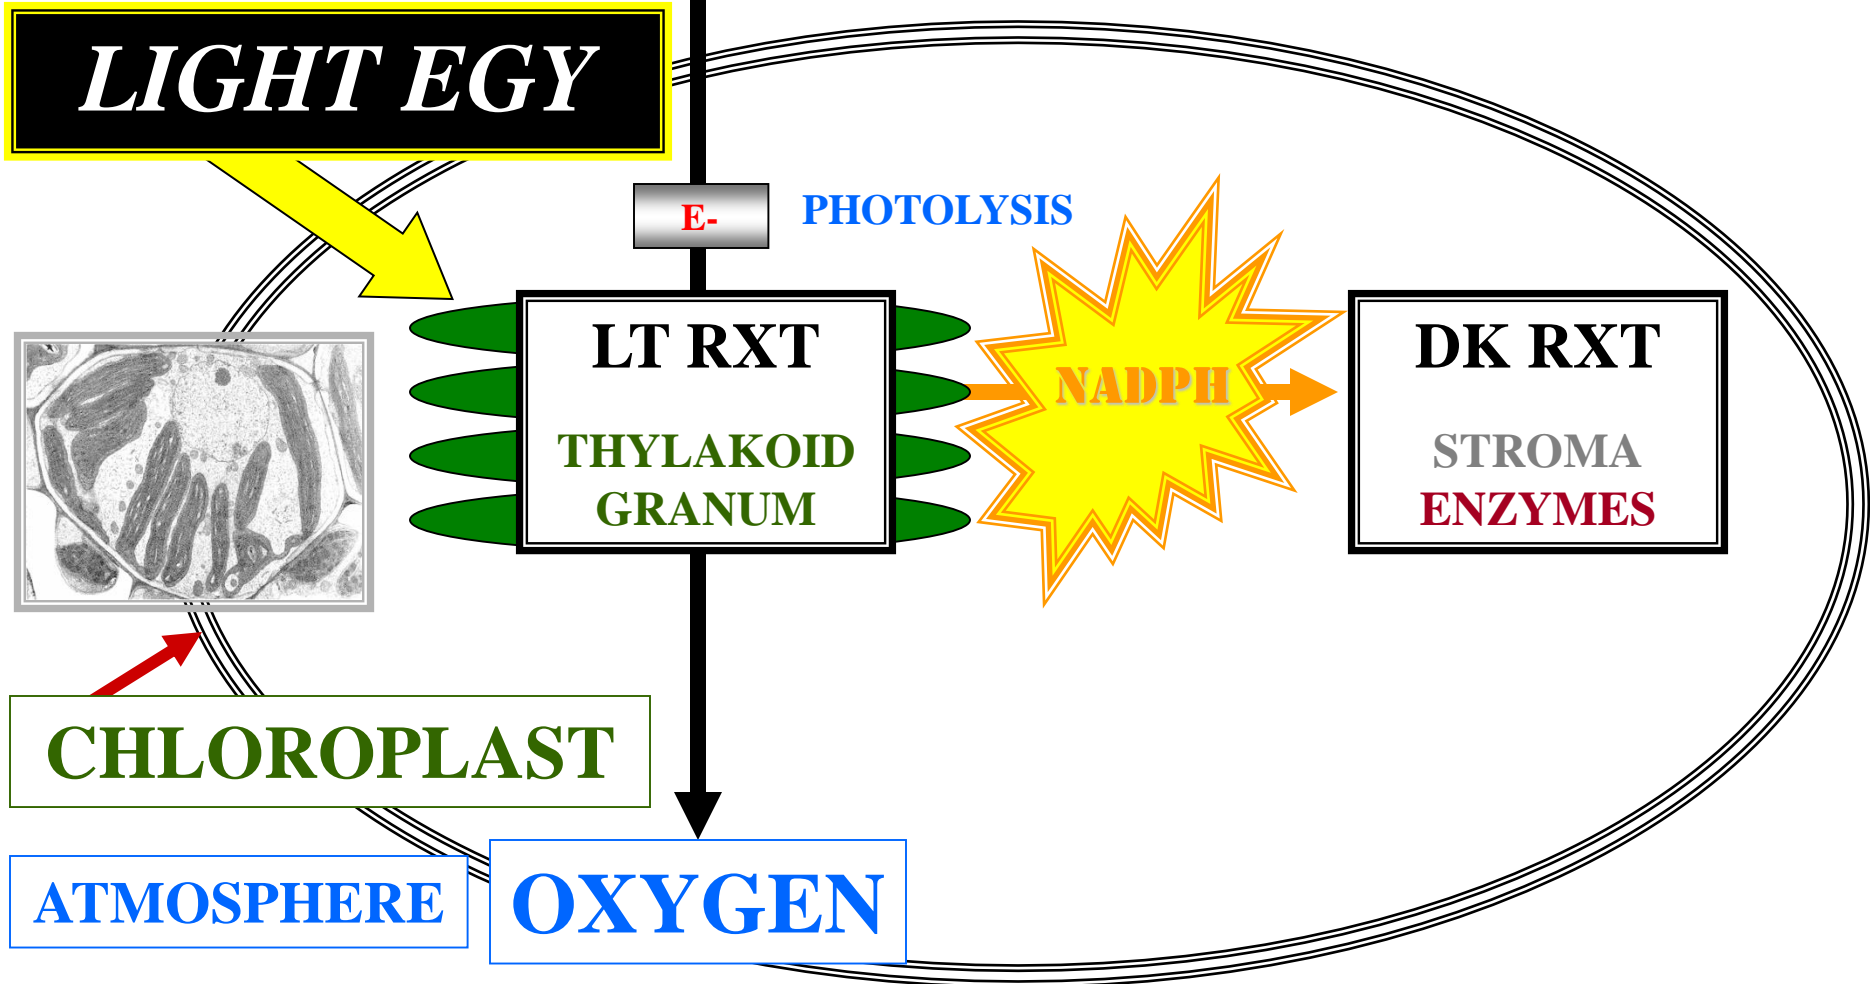 LIGHT EGY
E-
PHOTOLYSIS
LT RXT
THYLAKOID
GRANUM
NADPH
DK RXT
STROMA
ENZYMES
CHLOROPLAST
ATMOSPHERE
OXYGEN